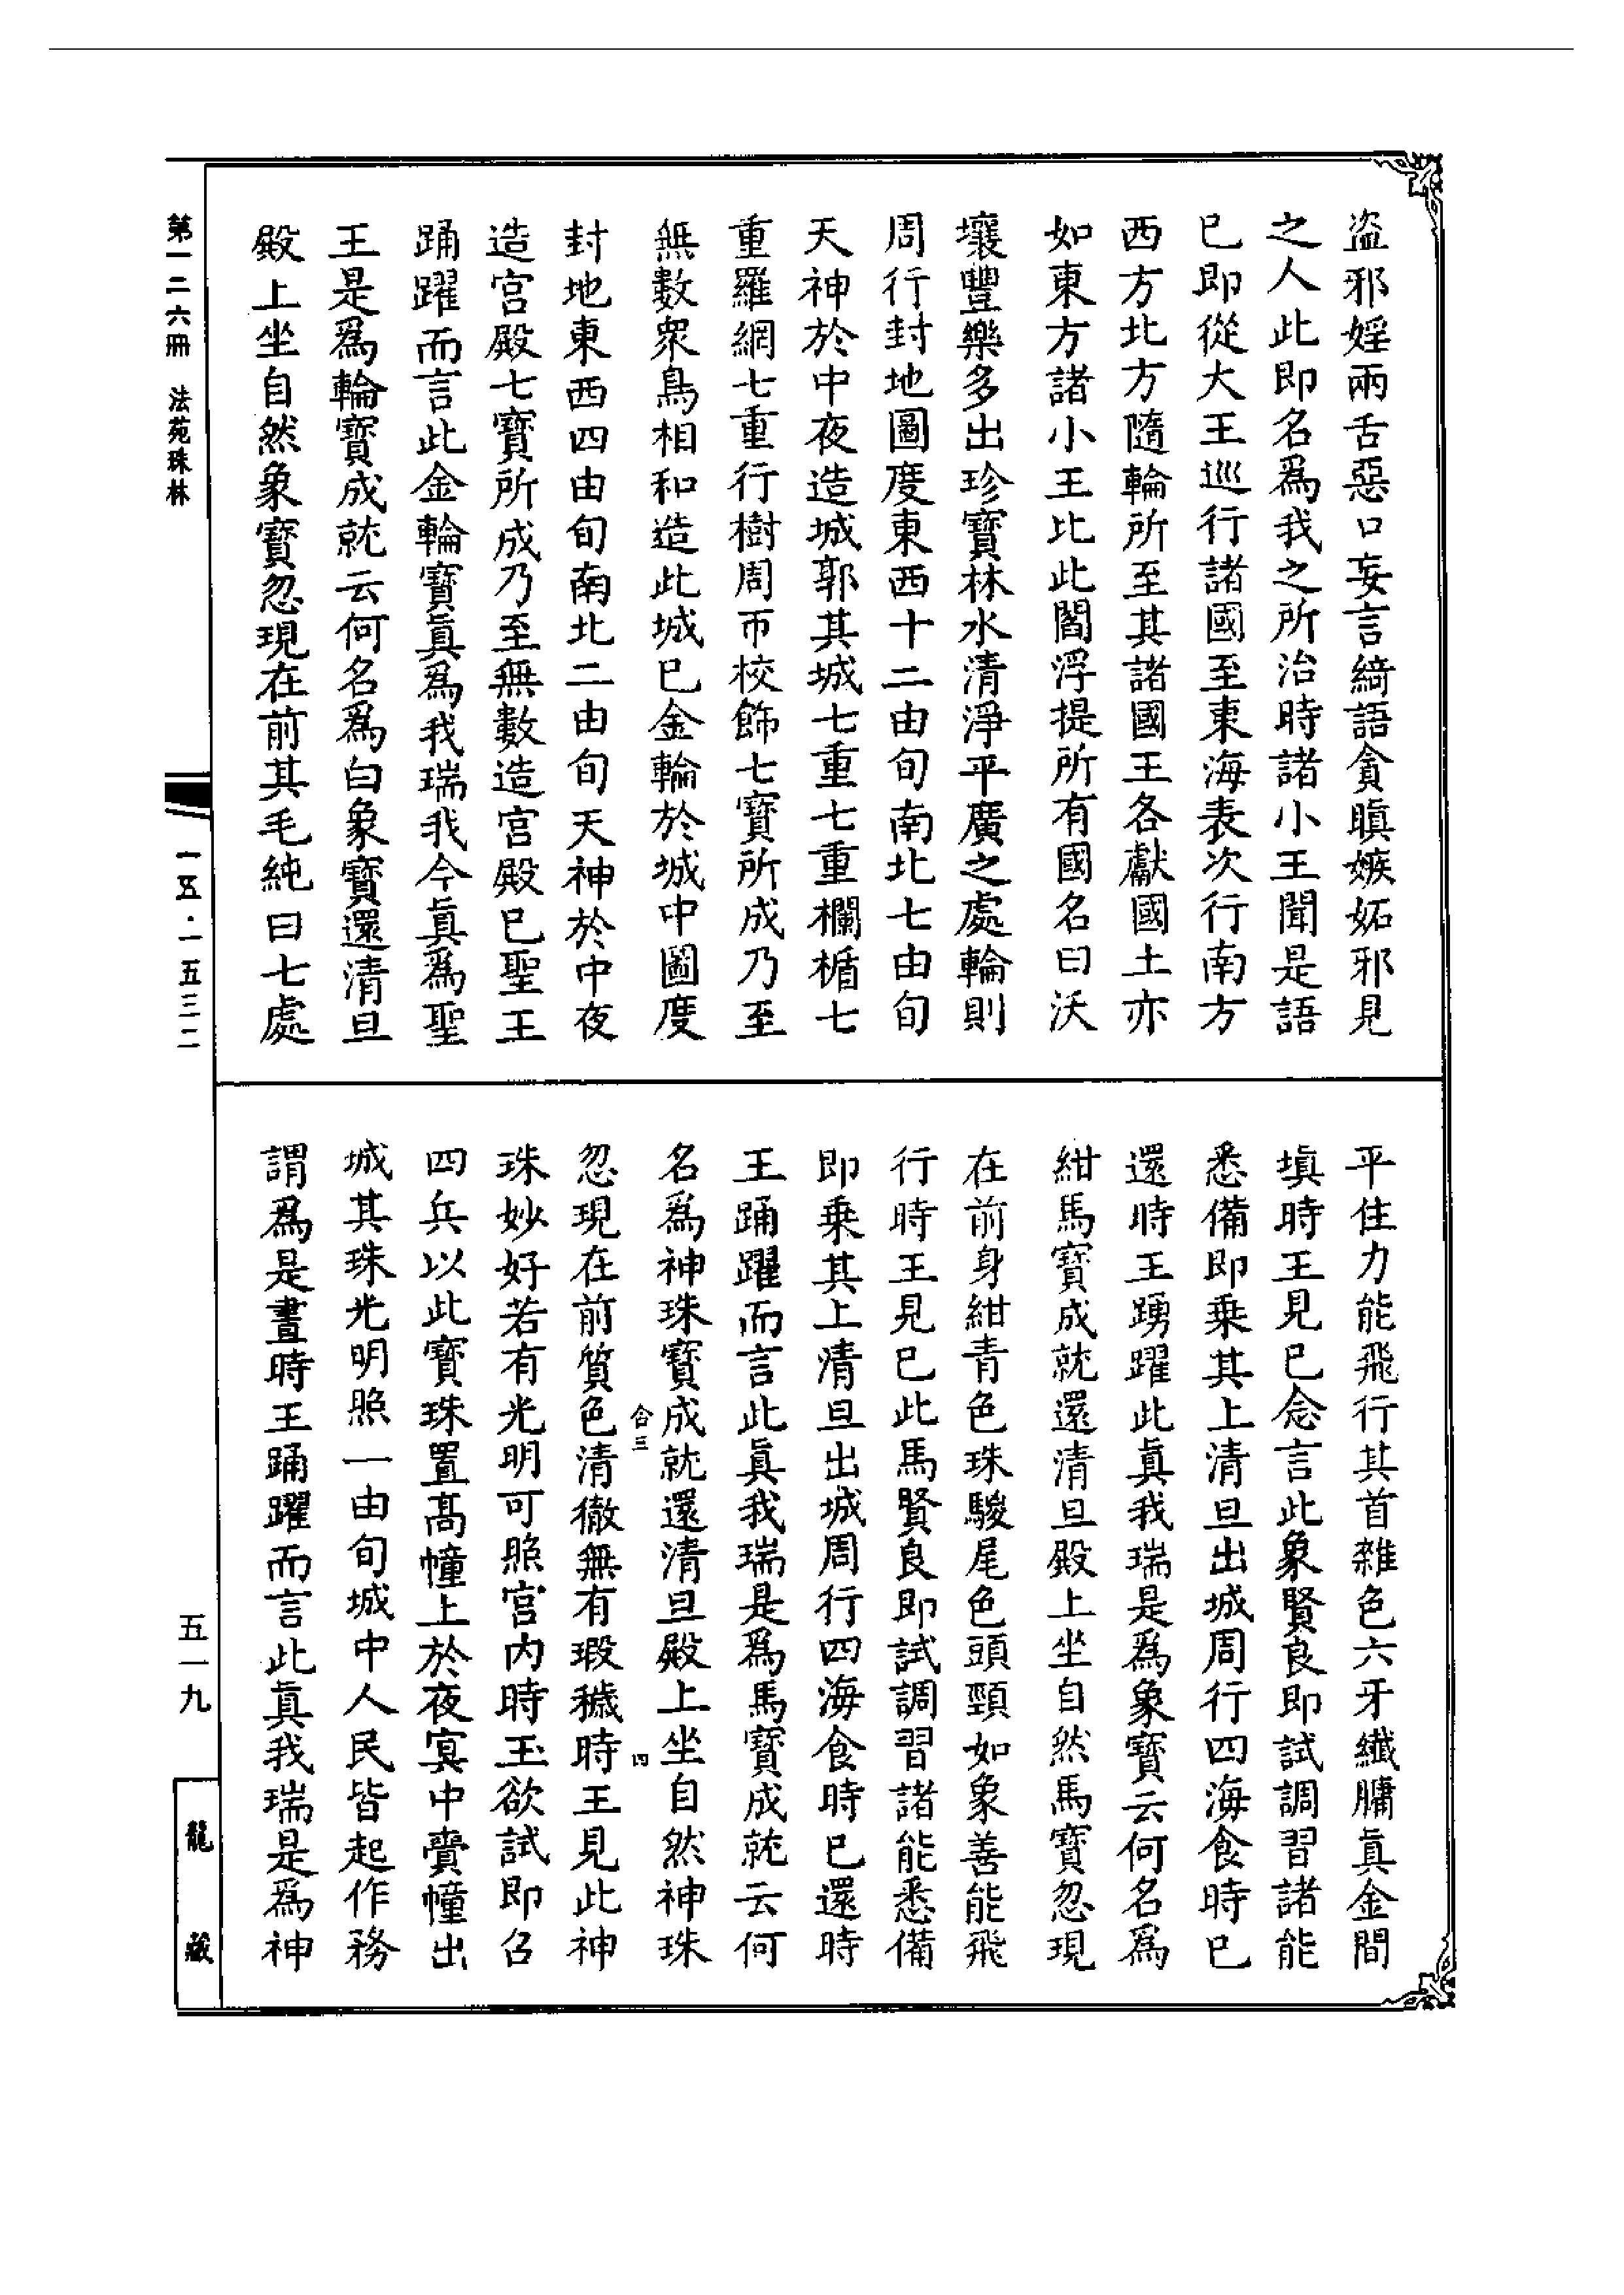 盗邪婬兩舌惡口妄言綺語貪瞋嫉妬邪見
之人此即名爲我之所治時諸小王聞是語
已即從大王巡行諸國至東海表次行南方
西方北方隨輪所至其諸國王各獻國土亦
如東方諸小王比此閻浮提所有國名曰沃
壤豐樂多出珍寶林水清淨平廣之處輪則
周行封地圖度東西十二由旬南北七由旬
天神於中夜造城郭其城七重七重欄楯七
重羅網七重行樹周帀校飾七寶所成乃至
無數衆鳥相和造此城已金輪於城中圖度
封地東西四由旬南北二由旬天神於中夜
造宫殿七寶所成乃至無數造宫殿已聖王
踊躍而言此金輪寶眞爲我瑞我今眞爲聖
王是爲輪寶成就云何名爲白象寶還清旦
殿上坐自然象寶忽現在前其毛純曰七處
平住力能飛行其首雜色六牙纖𦟛真金間
填時王見已念言此象賢良即試調習諸能
悉備即乗其上清旦出城周行四海食時已
還時王踴躍此眞我瑞是爲象寶云何名爲
紺馬寶成就還清旦殿上坐自然馬寶忽現
在前身紺青色珠駿尾色頭頸如象善能飛
行時王見已此馬賢良即試調習諸能悉備
即乗其上清旦出城周行四海食時已還時
王踊躍而言此眞我瑞是爲馬寶成就云何
名爲神珠寶成就還清旦殿上坐自然神珠
合三 四
忽現在前質色清徹無有瑕穢時王見此神
珠妙好若有光明可照宫内時王欲試即召
四兵以此寶珠置髙幢上於夜冥中賷幢出
城其珠光明照一由旬城中人民皆起作務
謂爲是晝時王踊躍而言此眞我瑞是爲神
第一二六冊 法苑珠林
一五·一五三二
五一九
龍藏